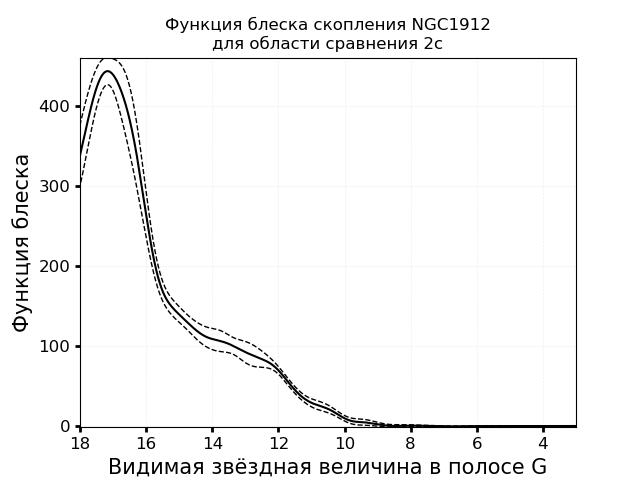 Функция блеска скопления NGC1912
для области сравнения 2с
Функция блеска
400
300
200
100
0
18 16 14 12 10 8 6 4
Видимая звёздная величина в полосе G